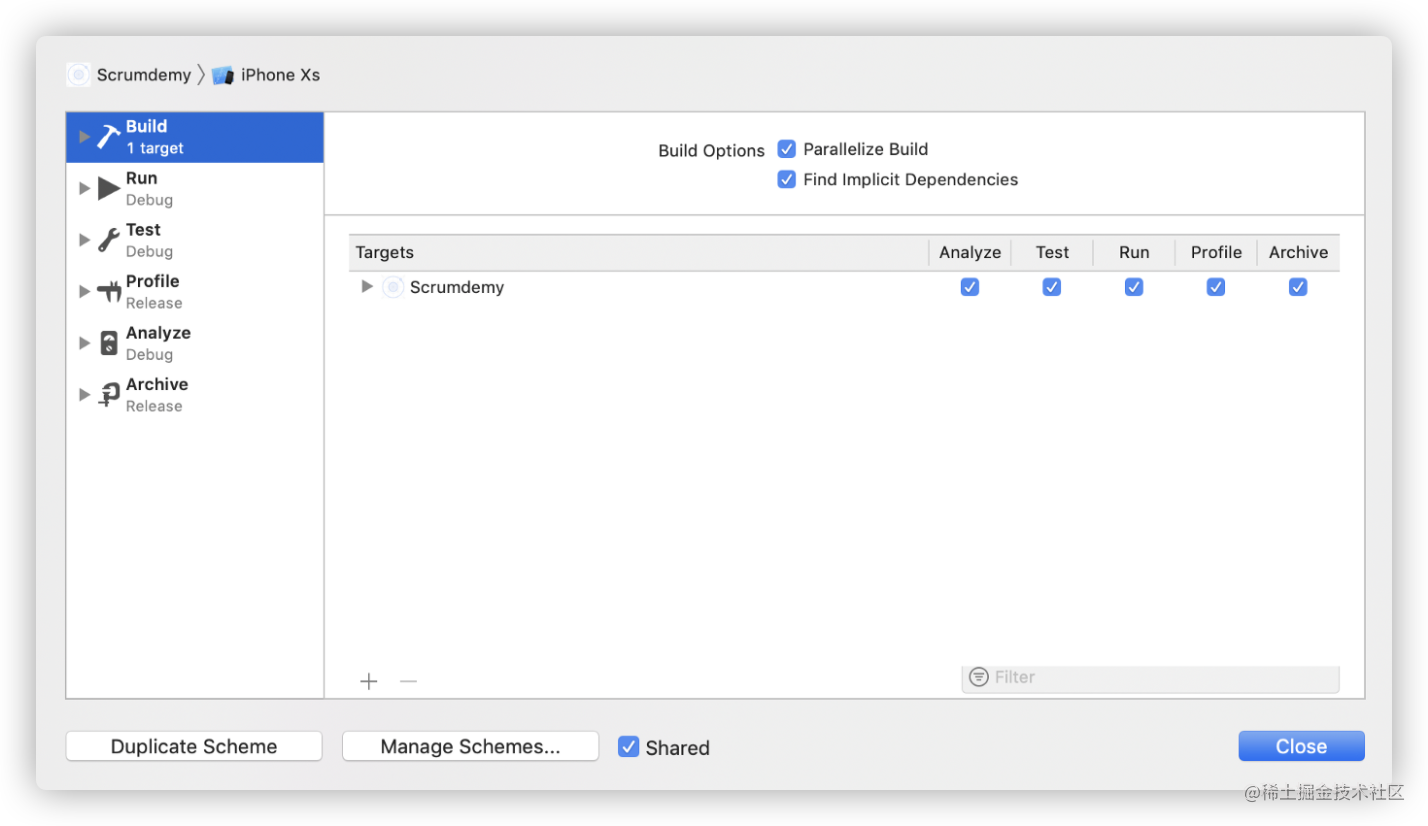 Scrumdemy 〉 iPhone Xs
Build
1 target
Run
Debug
Test
Debug
Profile
Release
Analyze
Debug
Archive
Release
Build Options Parallelize Build
Find Implicit Dependencies
Targets Analyze Test Run Profile Archive
Scrumdemy
Filter
Duplicate Scheme Manage Schemes... Shared Close
@稀土掘金技术社区